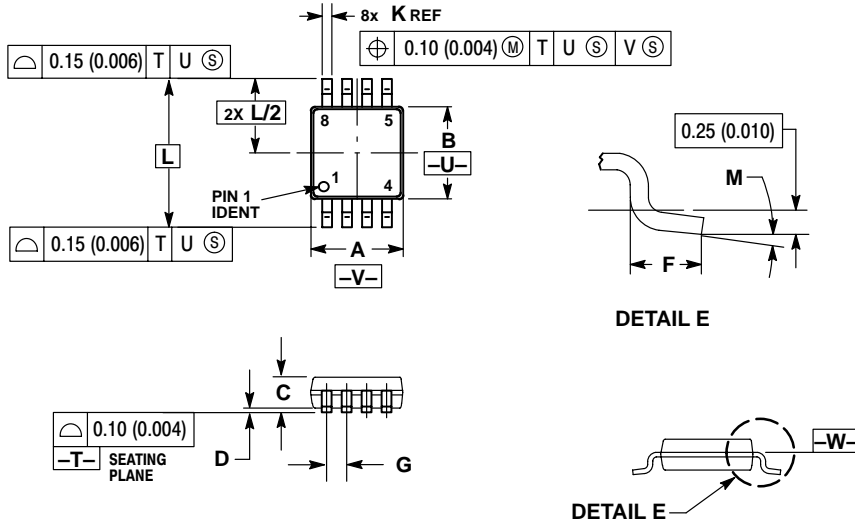 8x K REF
⌖ 0.10 (0.004) Ⓜ T U Ⓢ V Ⓢ
⌓ 0.15 (0.006) T U Ⓢ
2X L/2
8 5
B
–U–
L
1
4
PIN 1
IDENT
⌓ 0.15 (0.006) T U Ⓢ
A
–V–
0.25 (0.010)
M
F
DETAIL E
C
⌓ 0.10 (0.004)
–T– SEATING
PLANE
D
G
–W–
DETAIL E